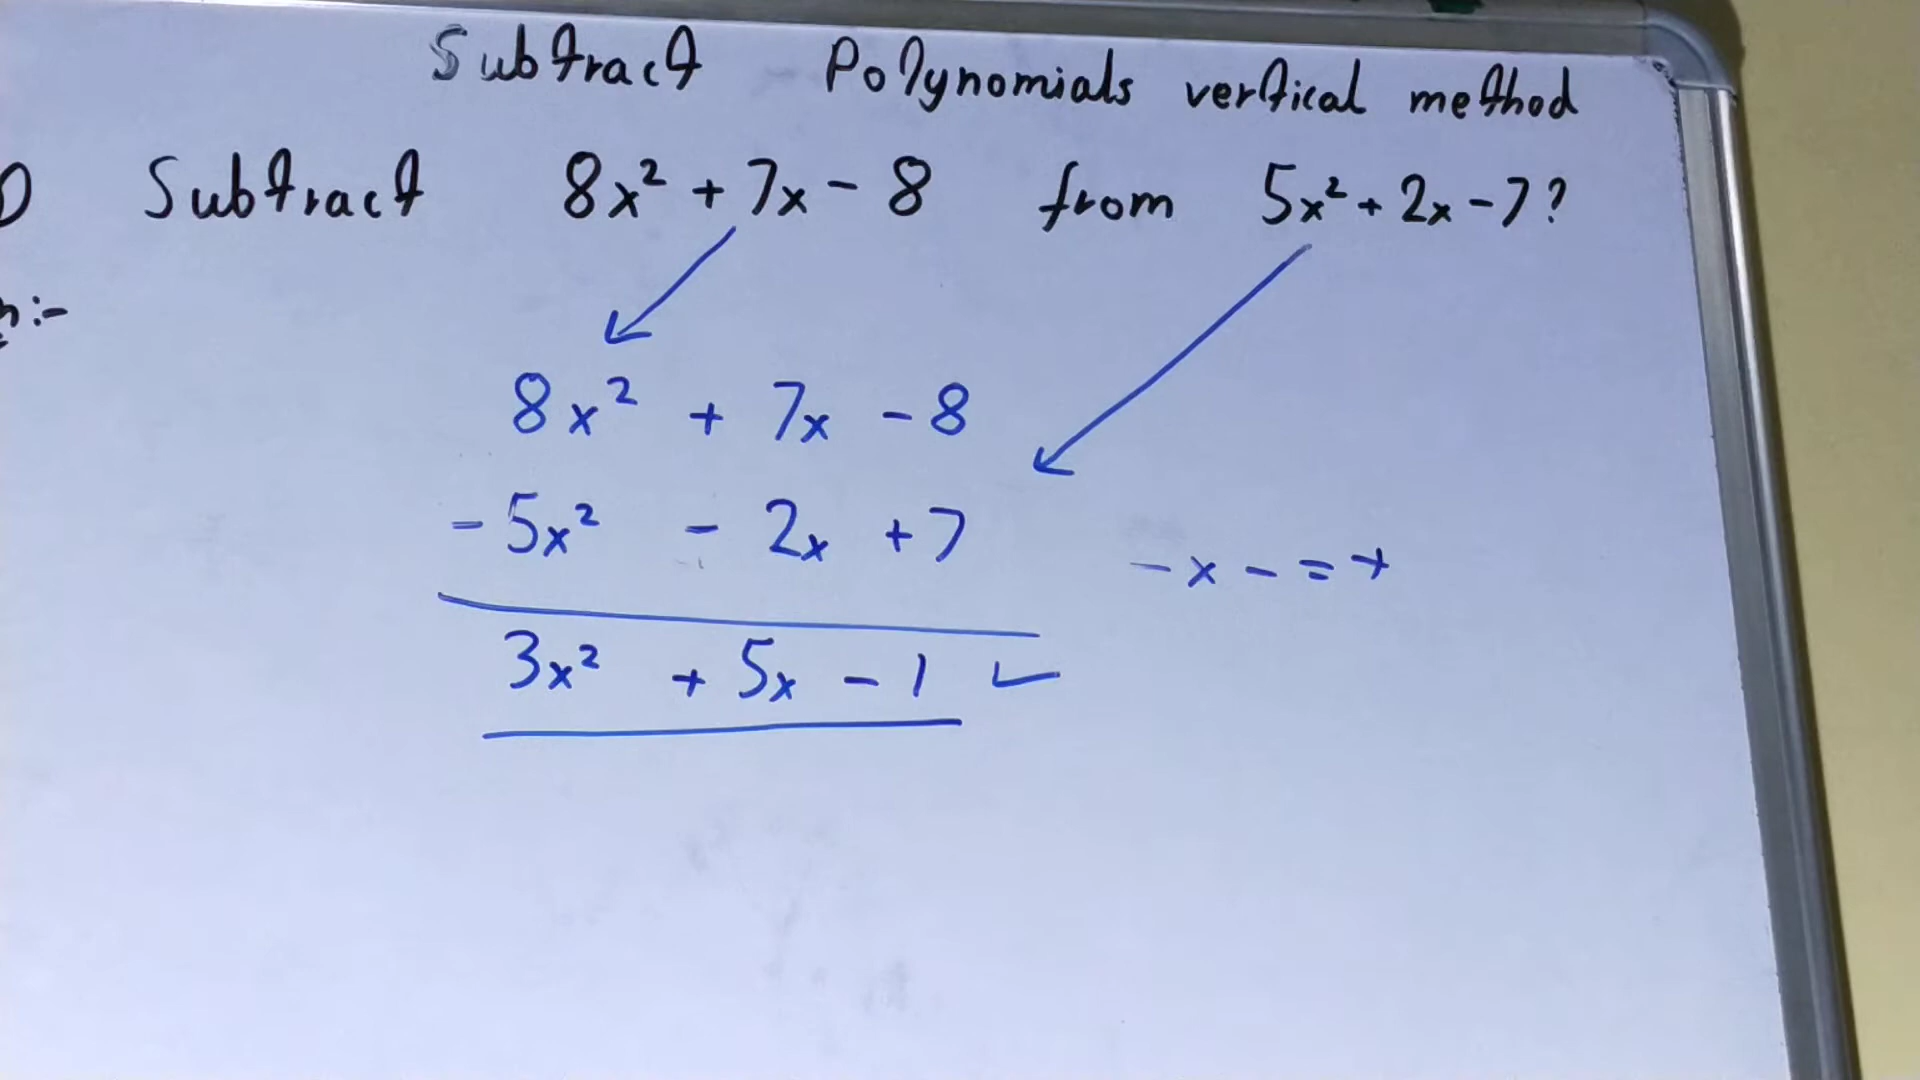 Subtract Polynomials vertical method
Subtract 8x² + 7x - 8 from 5x² + 2x - 7?
n:-
8x² + 7x - 8
- 5x² - 2x + 7
- x - = +
3x² + 5x - 1 ✓